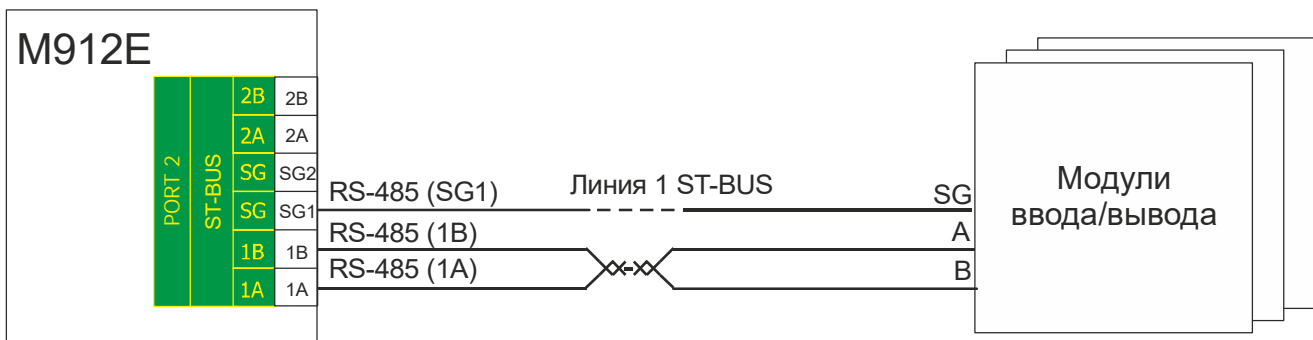 M912E
PORT 2
ST-BUS
2B 2B
2A 2A
SG SG2
SG SG1
1B 1B
1A 1A
RS-485 (SG1)
Линия 1 ST-BUS
SG
RS-485 (1B)
A
RS-485 (1A)
B
Модули
ввода/вывода